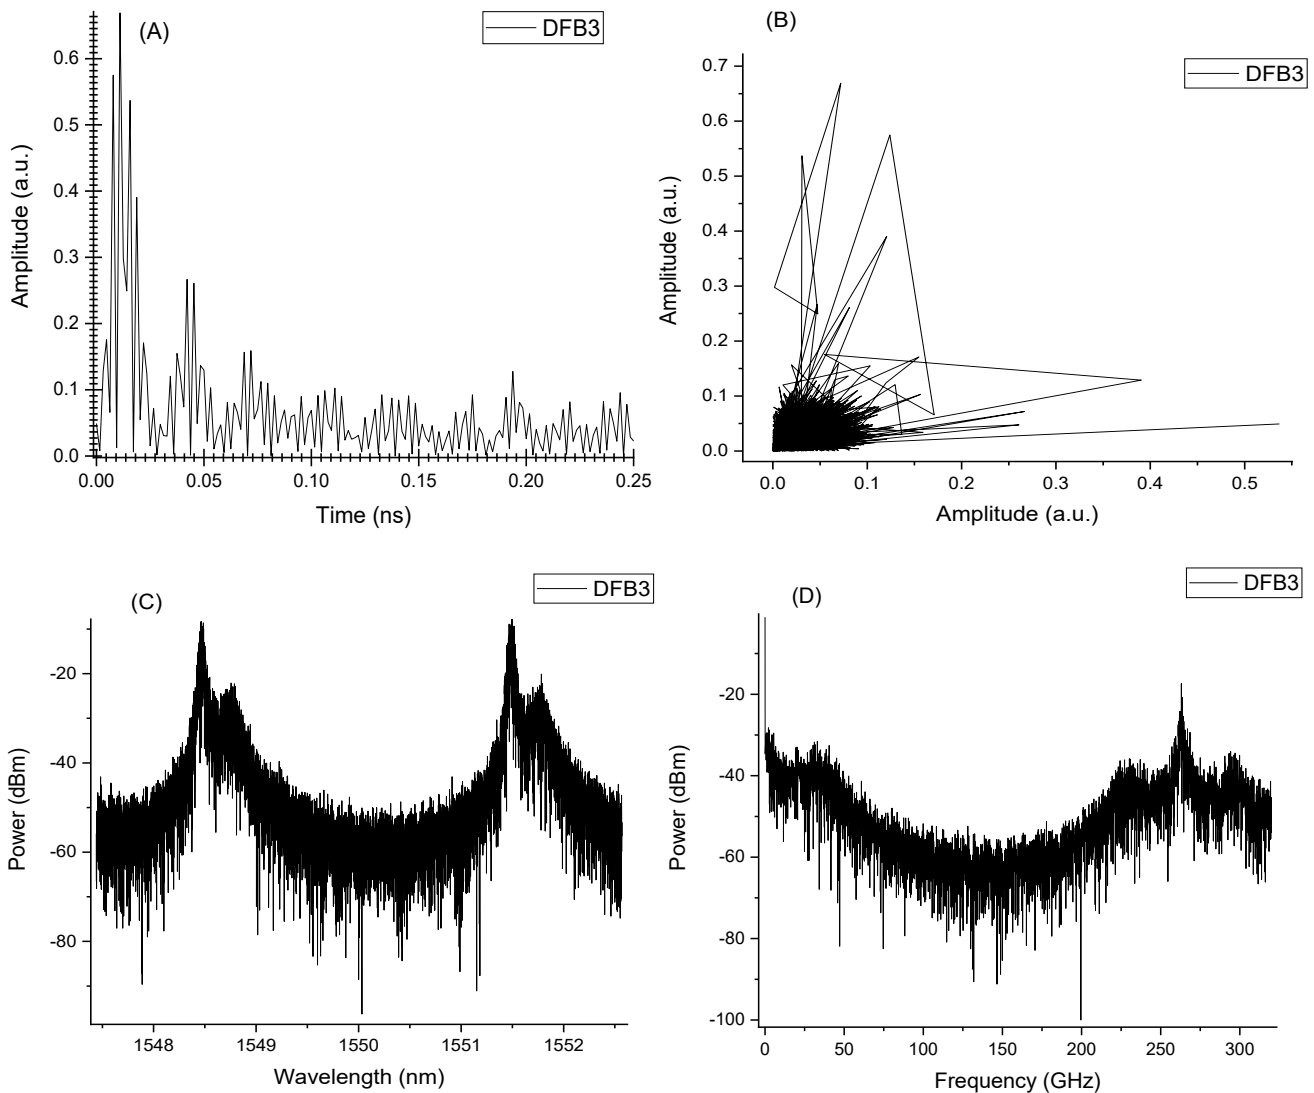 (A)
DFB3
Amplitude (a.u.)
0.6
0.5
0.4
0.3
0.2
0.1
0.0
0.00 0.05 0.10 0.15 0.20 0.25
Time (ns)
(B)
DFB3
Amplitude (a.u.)
0.7
0.6
0.5
0.4
0.3
0.2
0.1
0.0
0.0 0.1 0.2 0.3 0.4 0.5
Amplitude (a.u.)
(C)
DFB3
Power (dBm)
-20
-40
-60
-80
1548 1549 1550 1551 1552
Wavelength (nm)
(D)
DFB3
Power (dBm)
-20
-40
-60
-80
-100
0 50 100 150 200 250 300
Frequency (GHz)